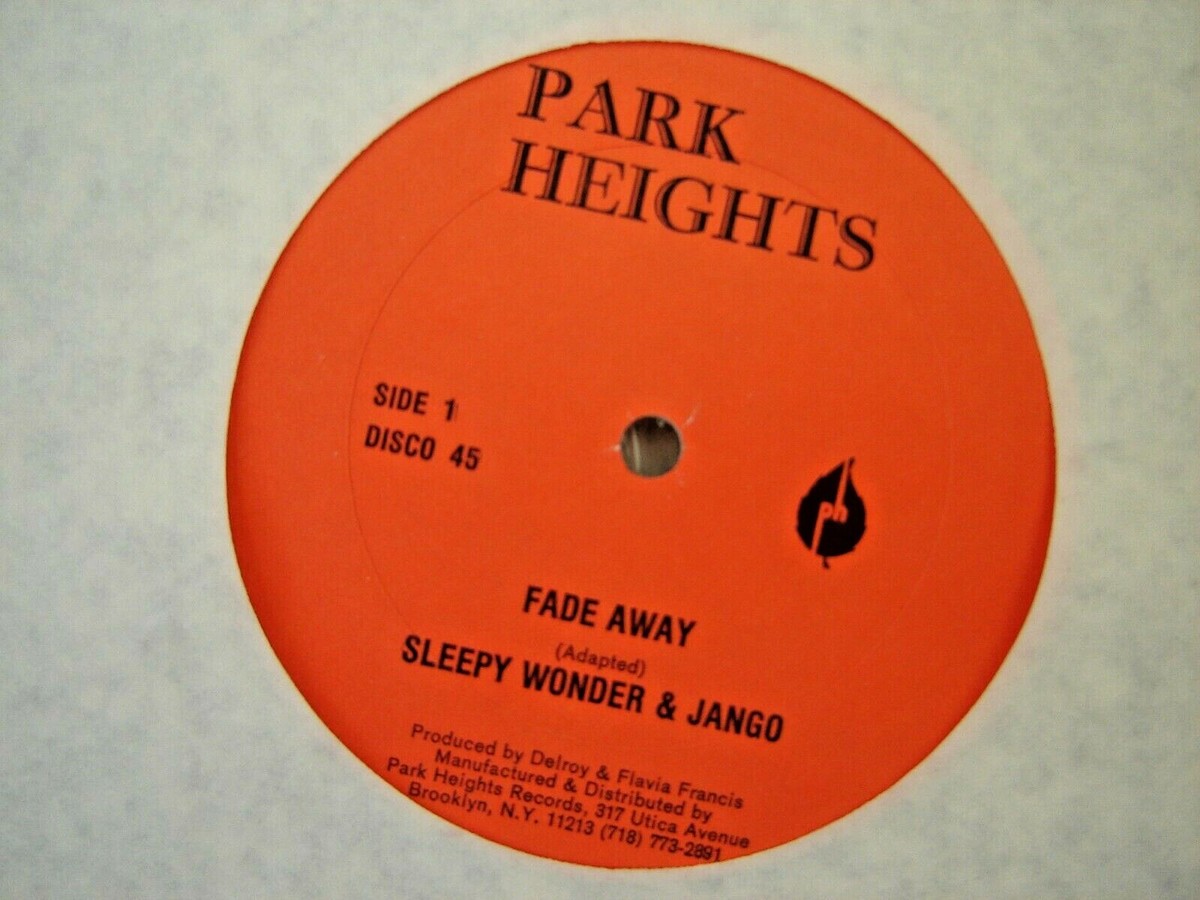 PARK
HEIGHTS
SIDE 1
DISCO 45
ph
FADE AWAY
(Adapted)
SLEEPY WONDER & JANGO
Produced by Delroy & Flavia Francis
Manufactured & Distributed by
Park Heights Records, 317 Utica Avenue
Brooklyn, N.Y. 11213 (718) 773-2891